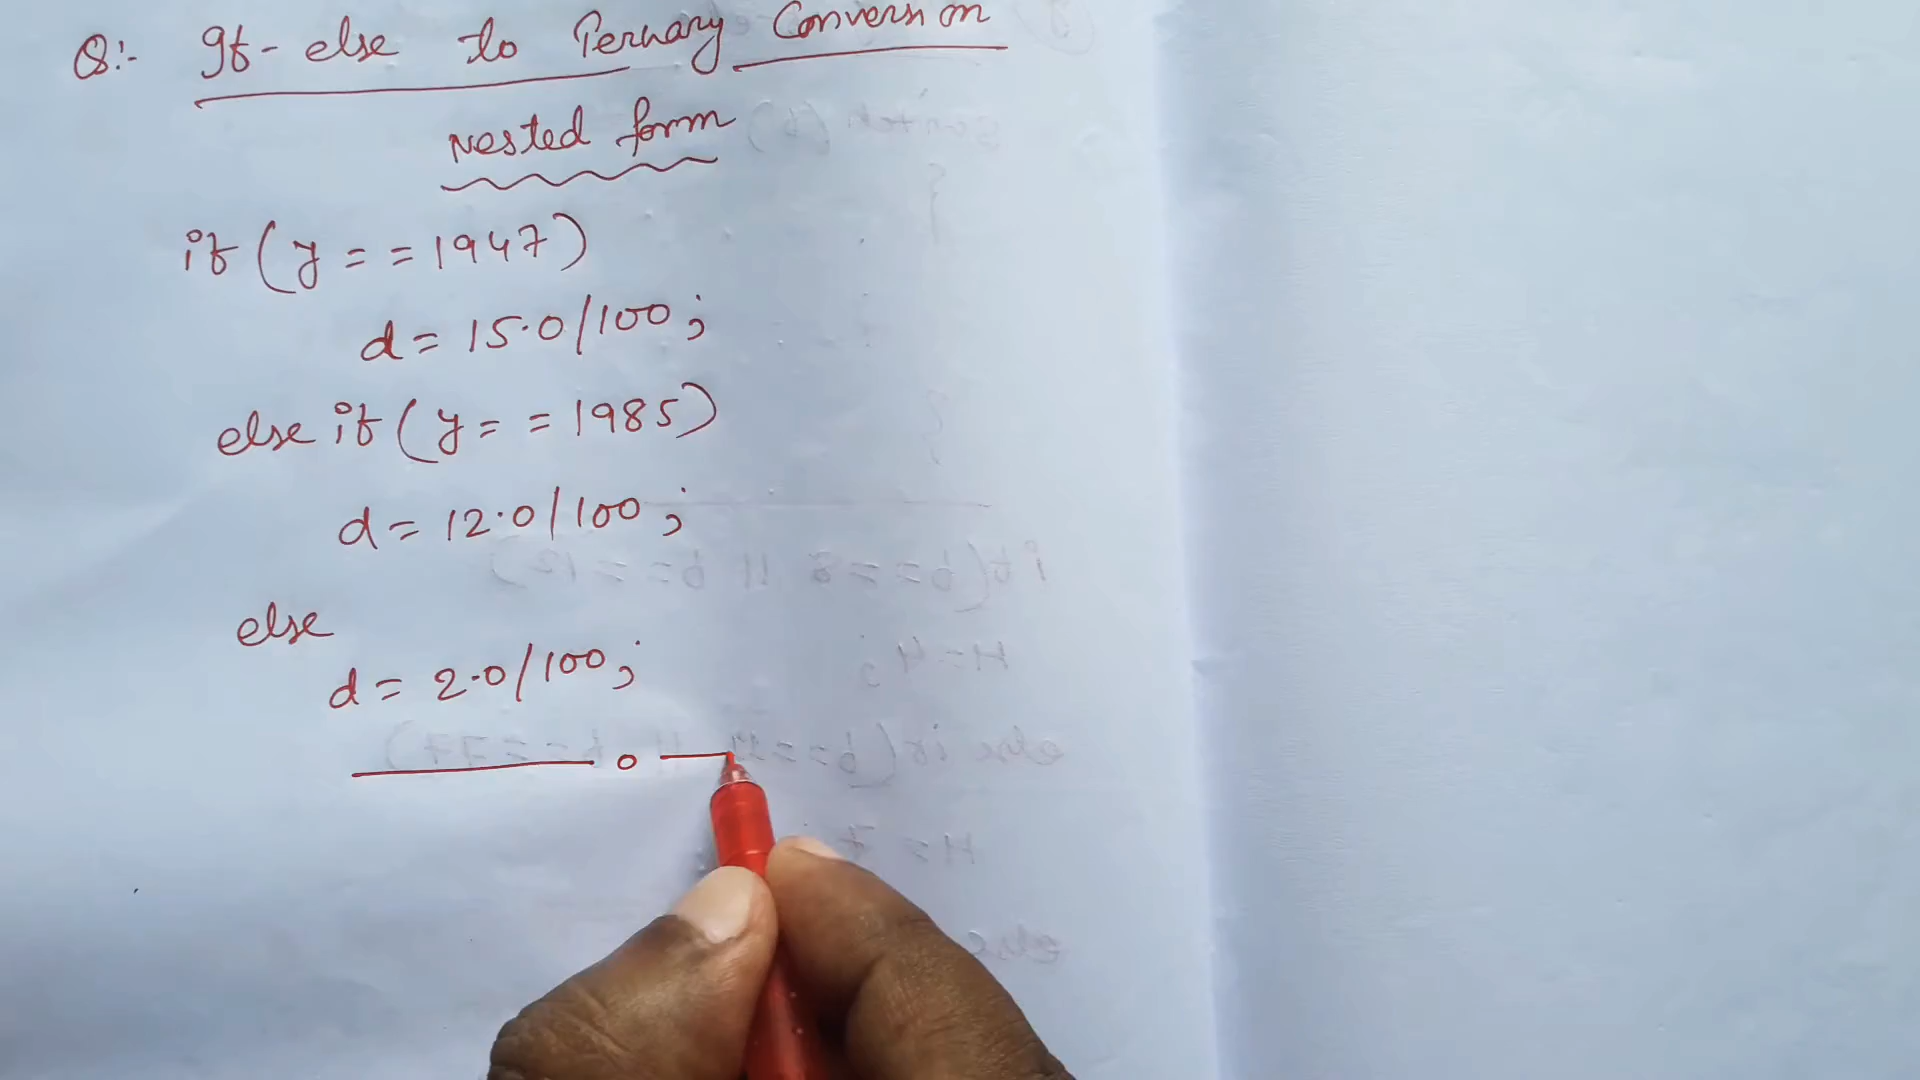 Q:- If-else to Ternary Conversion
Nested form
if (y = = 1947)
d = 15.0/100;
else if (y = = 1985)
d = 12.0/100;
else
d = 2.0/100;